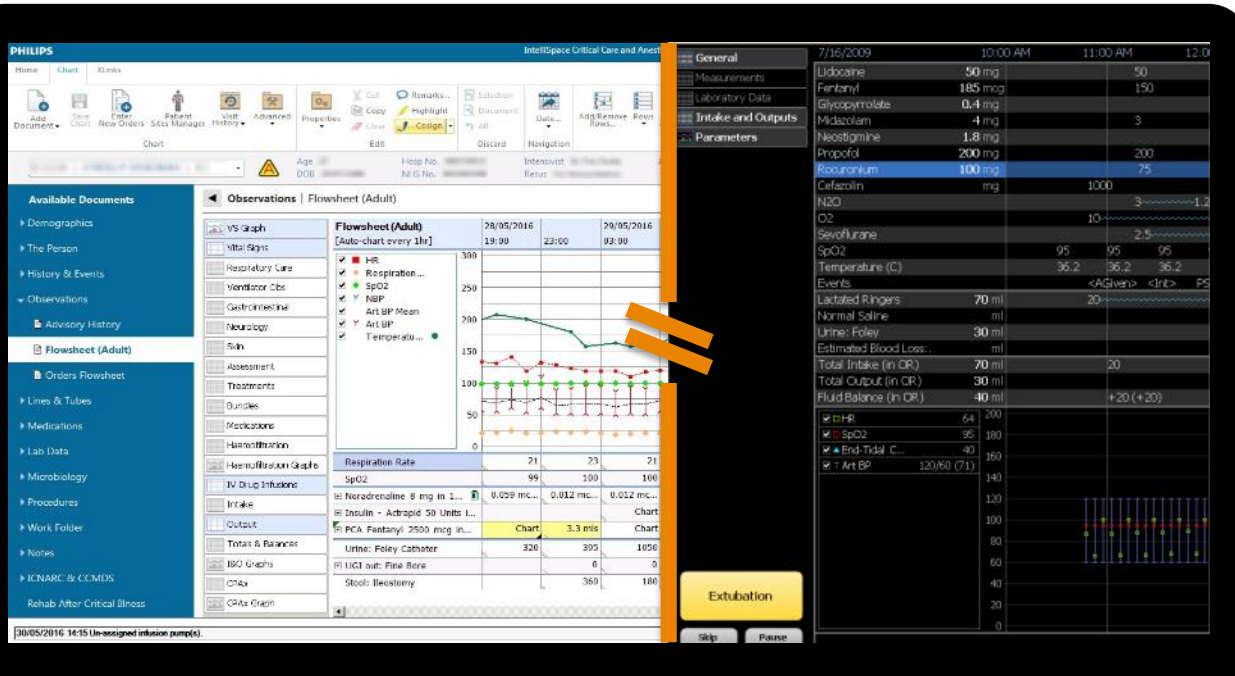 PHILIPS
IntelliSpace Critical Care and Anest
Home Chart XLinks
Add Document
Save Chart
Enter New Orders
Patient Sites Manager
Visit History
Advanced
Properties
Cut
Copy
Clear
Remarks...
Highlight
Cosign
Selection
Document
All
Date...
Add/Remove Rows...
Rows
Chart
Edit
Discard
Navigation
Age
DOB
Hosp No.
NHS No.
Intensivist
Resus
Available Documents
Demographics
The Person
History & Events
Observations
Advisory History
Flowsheet (Adult)
Orders Flowsheet
Lines & Tubes
Medications
Lab Data
Microbiology
Procedures
Work Folder
Notes
ICNARC & CCMDS
Rehab After Critical Illness
Observations | Flowsheet (Adult)
VS Graph
Vital Signs
Respiratory Care
Ventilator Obs
Gastrointestinal
Neurology
Skin
Assessment
Treatments
Bundles
Medications
Haemofiltration
Haemofiltration Graphs
IV Drug Infusions
Intake
Output
Totals & Balances
I&O Graphs
CPAx
CPAx Graph
Flowsheet (Adult)
[Auto-chart every 1hr]
28/05/2016 29/05/2016
19:00 23:00 03:00
HR
Respiration...
SpO2
NBP
Art BP Mean
Art BP
Temperatu...
300
250
200
150
100
50
0
Respiration Rate 21 23 21
SpO2 99 100 100
Noradrenaline 8 mg in 1... 0.059 mc... 0.012 mc... 0.012 mc...
Insulin - Actrapid 50 Units i... Chart
PCA Fentanyl 2500 mcg in... Chart 3.3 mls Chart
Urine: Foley Catheter 320 395 1050
UGI out: Fine Bore 0 0
Stool: Ileostomy 360 180
30/05/2016 14:15 Un-assigned infusion pump(s).
General
Measurements
Laboratory Data
Intake and Outputs
Parameters
Extubation
Skip Pause
7/16/2009 10:00 AM 11:00 AM 12:0
Lidocaine 50 mg 50
Fentanyl 185 mcg 150
Glycopyrrolate 0.4 mg
Midazolam 4 mg 3
Neostigmine 1.8 mg
Propofol 200 mg 200
Rocuronium 100 mg 75
Cefazolin mg 1000
N2O 3 1.2
O2 10
Sevoflurane 2.5
SpO2 95 95 95
Temperature (C) 36.2 36.2 36.2
Events <AGiven> <Int> PS
Lactated Ringers 70 ml 20
Normal Saline ml
Urine: Foley 30 ml
Estimated Blood Loss:. ml
Total Intake (in OR) 70 ml 20
Total Output (in OR) 30 ml
Fluid Balance (in OR) 40 ml +20 (+20)
HR 64
SpO2 95
End-Tidal C... 40
Art BP 120/60 (71)
200
180
160
140
120
100
80
60
40
20
0